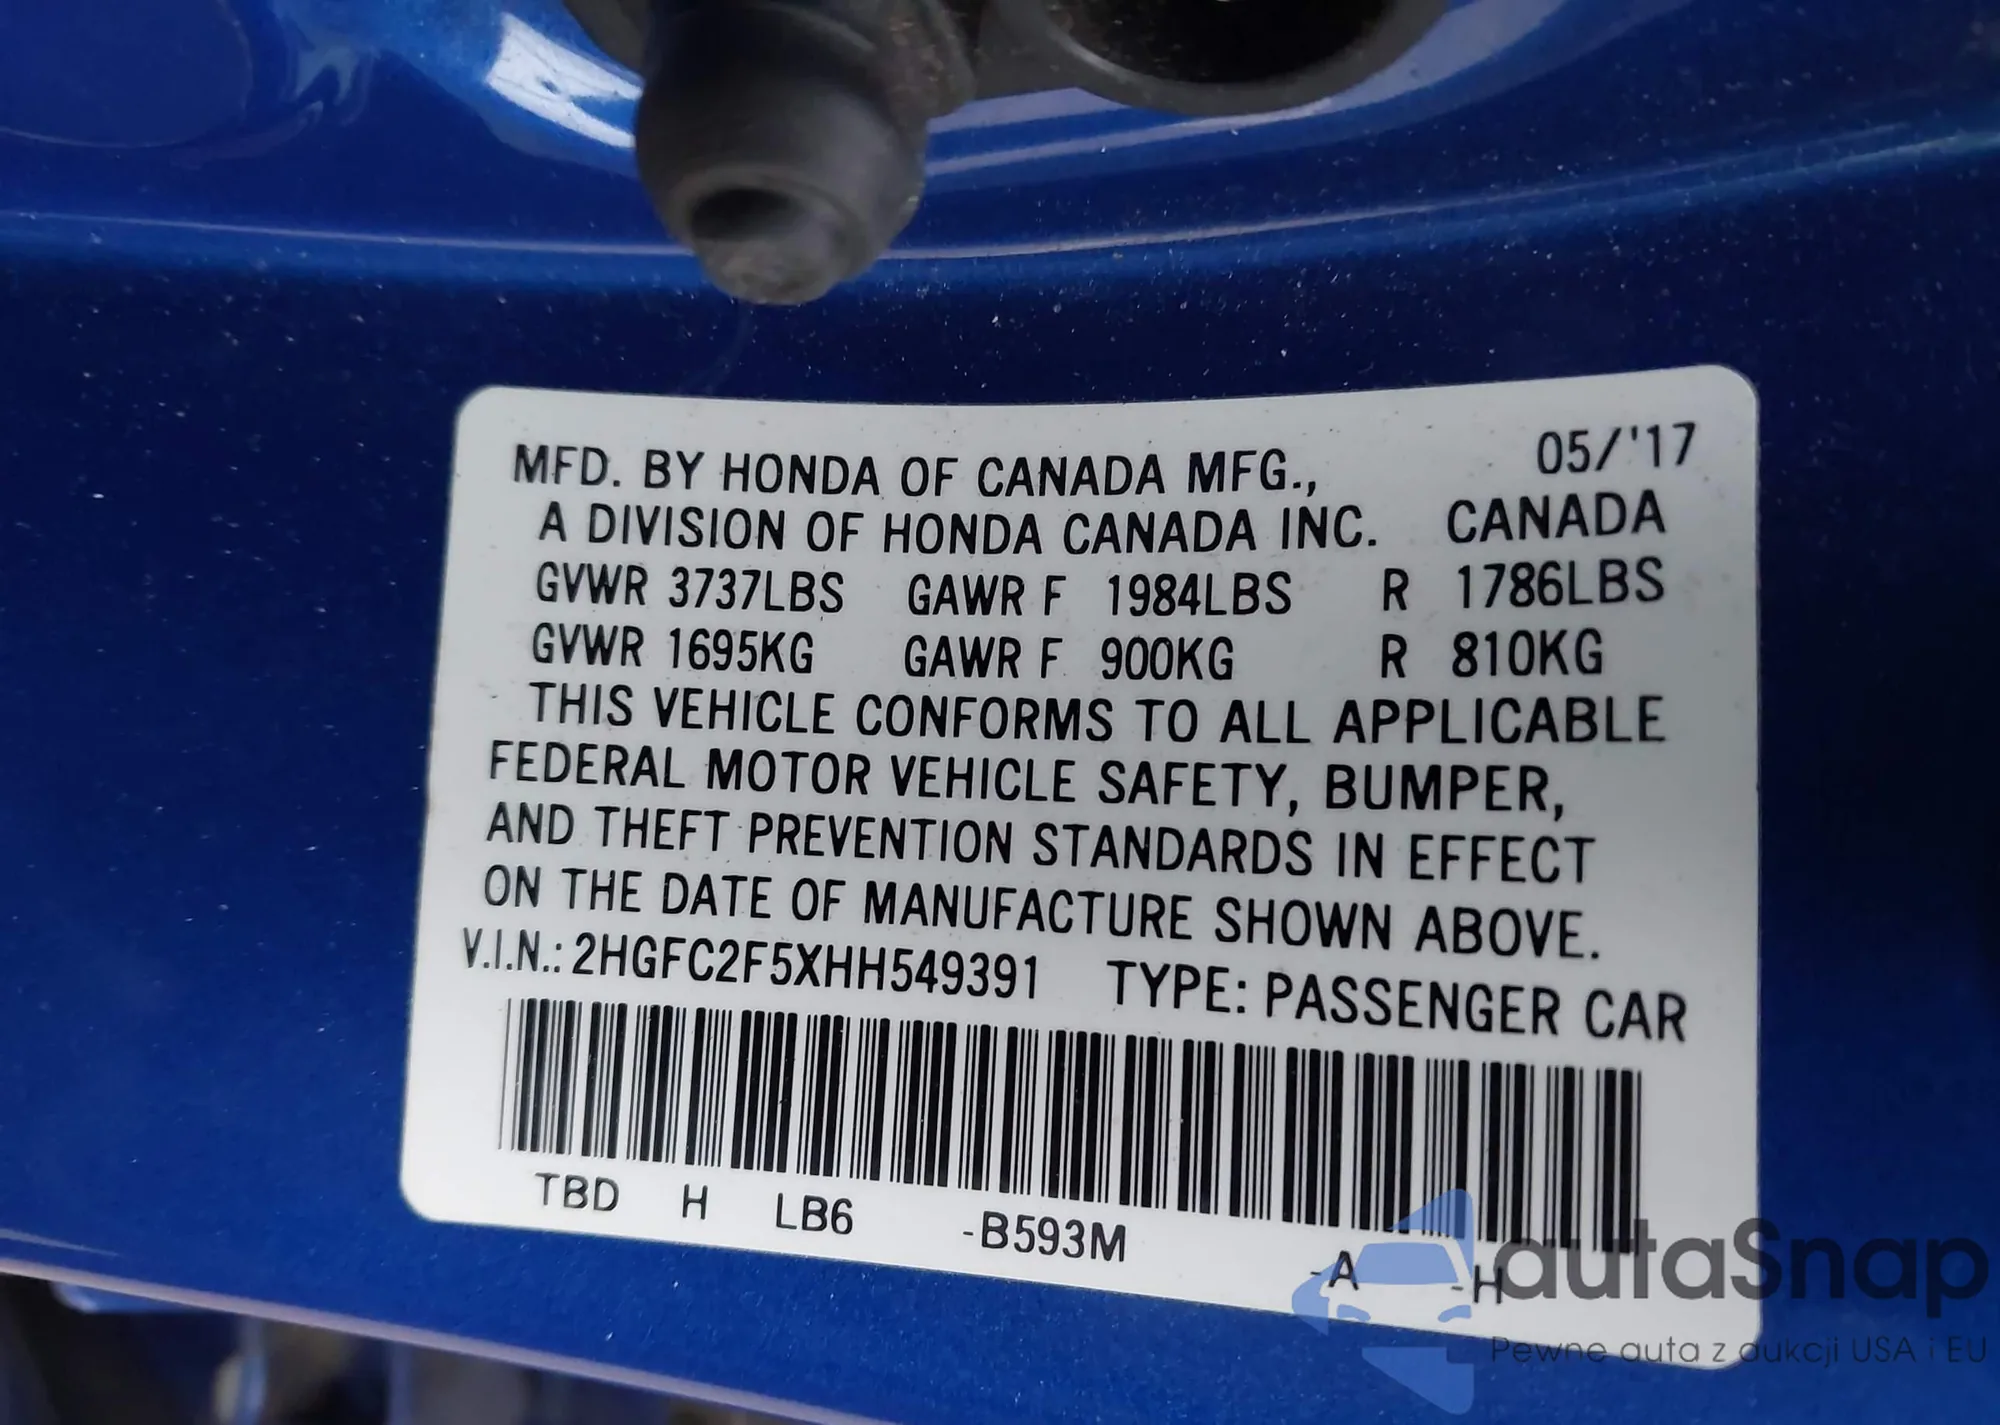 05/'17
MFD. BY HONDA OF CANADA MFG.,
A DIVISION OF HONDA CANADA INC. CANADA
GVWR 3737LBS GAWR F 1984LBS R 1786LBS
GVWR 1695KG GAWR F 900KG R 810KG
THIS VEHICLE CONFORMS TO ALL APPLICABLE
FEDERAL MOTOR VEHICLE SAFETY, BUMPER,
AND THEFT PREVENTION STANDARDS IN EFFECT
ON THE DATE OF MANUFACTURE SHOWN ABOVE.
V.I.N.: 2HGFC2F5XHH549391 TYPE: PASSENGER CAR
TBD H LB6 -B593M -A -H
autaSnap
Pewne auta z aukcji USA i EU